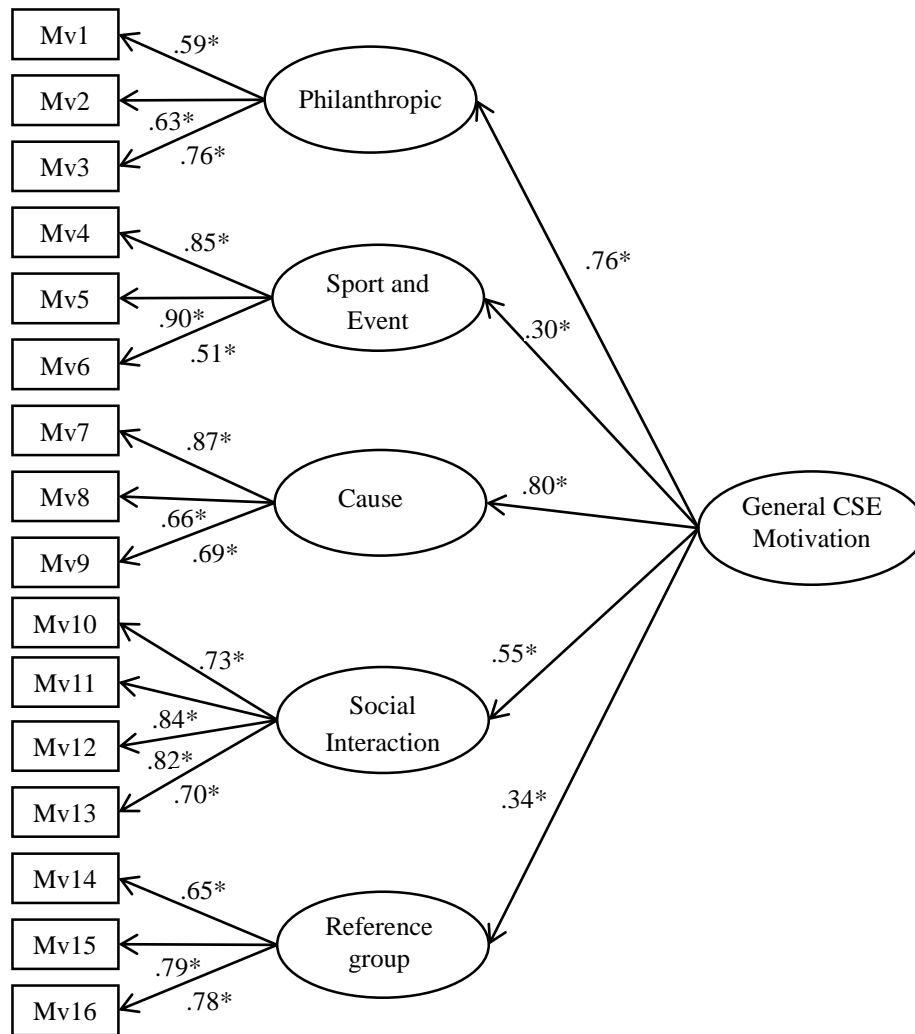 Mv1
.59*
Mv2
Philanthropic
.63*
Mv3
.76*
Mv4
.85*
.76*
Mv5
Sport and
Event
.90*
.30*
Mv6
.51*
Mv7
.87*
Mv8
Cause
.80*
General CSE
Motivation
.66*
Mv9
.69*
Mv10
.73*
.55*
Mv11
Social
Interaction
.84*
Mv12
.82*
Mv13
.70*
.34*
Mv14
.65*
Mv15
Reference
group
.79*
Mv16
.78*